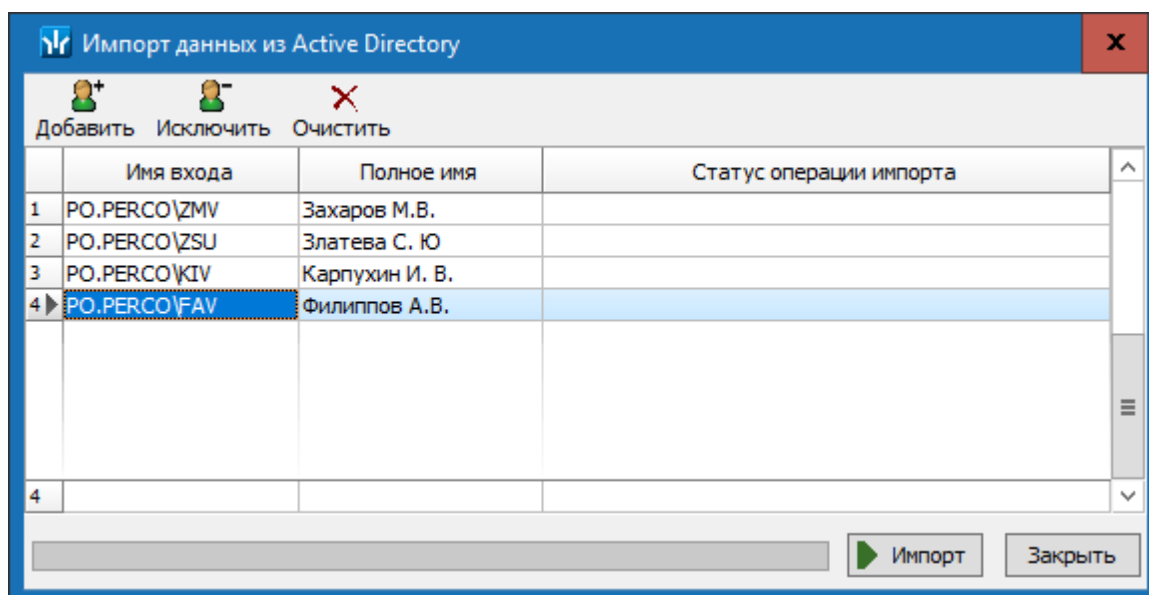 Импорт данных из Active Directory
x
Добавить Исключить Очистить
Имя входа Полное имя Статус операции импорта
1 PO.PERCO\ZMV Захаров М.В.
2 PO.PERCO\ZSU Златева С. Ю
3 PO.PERCO\KIV Карпухин И. В.
4 PO.PERCO\FAV Филиппов А.В.
4
Импорт Закрыть